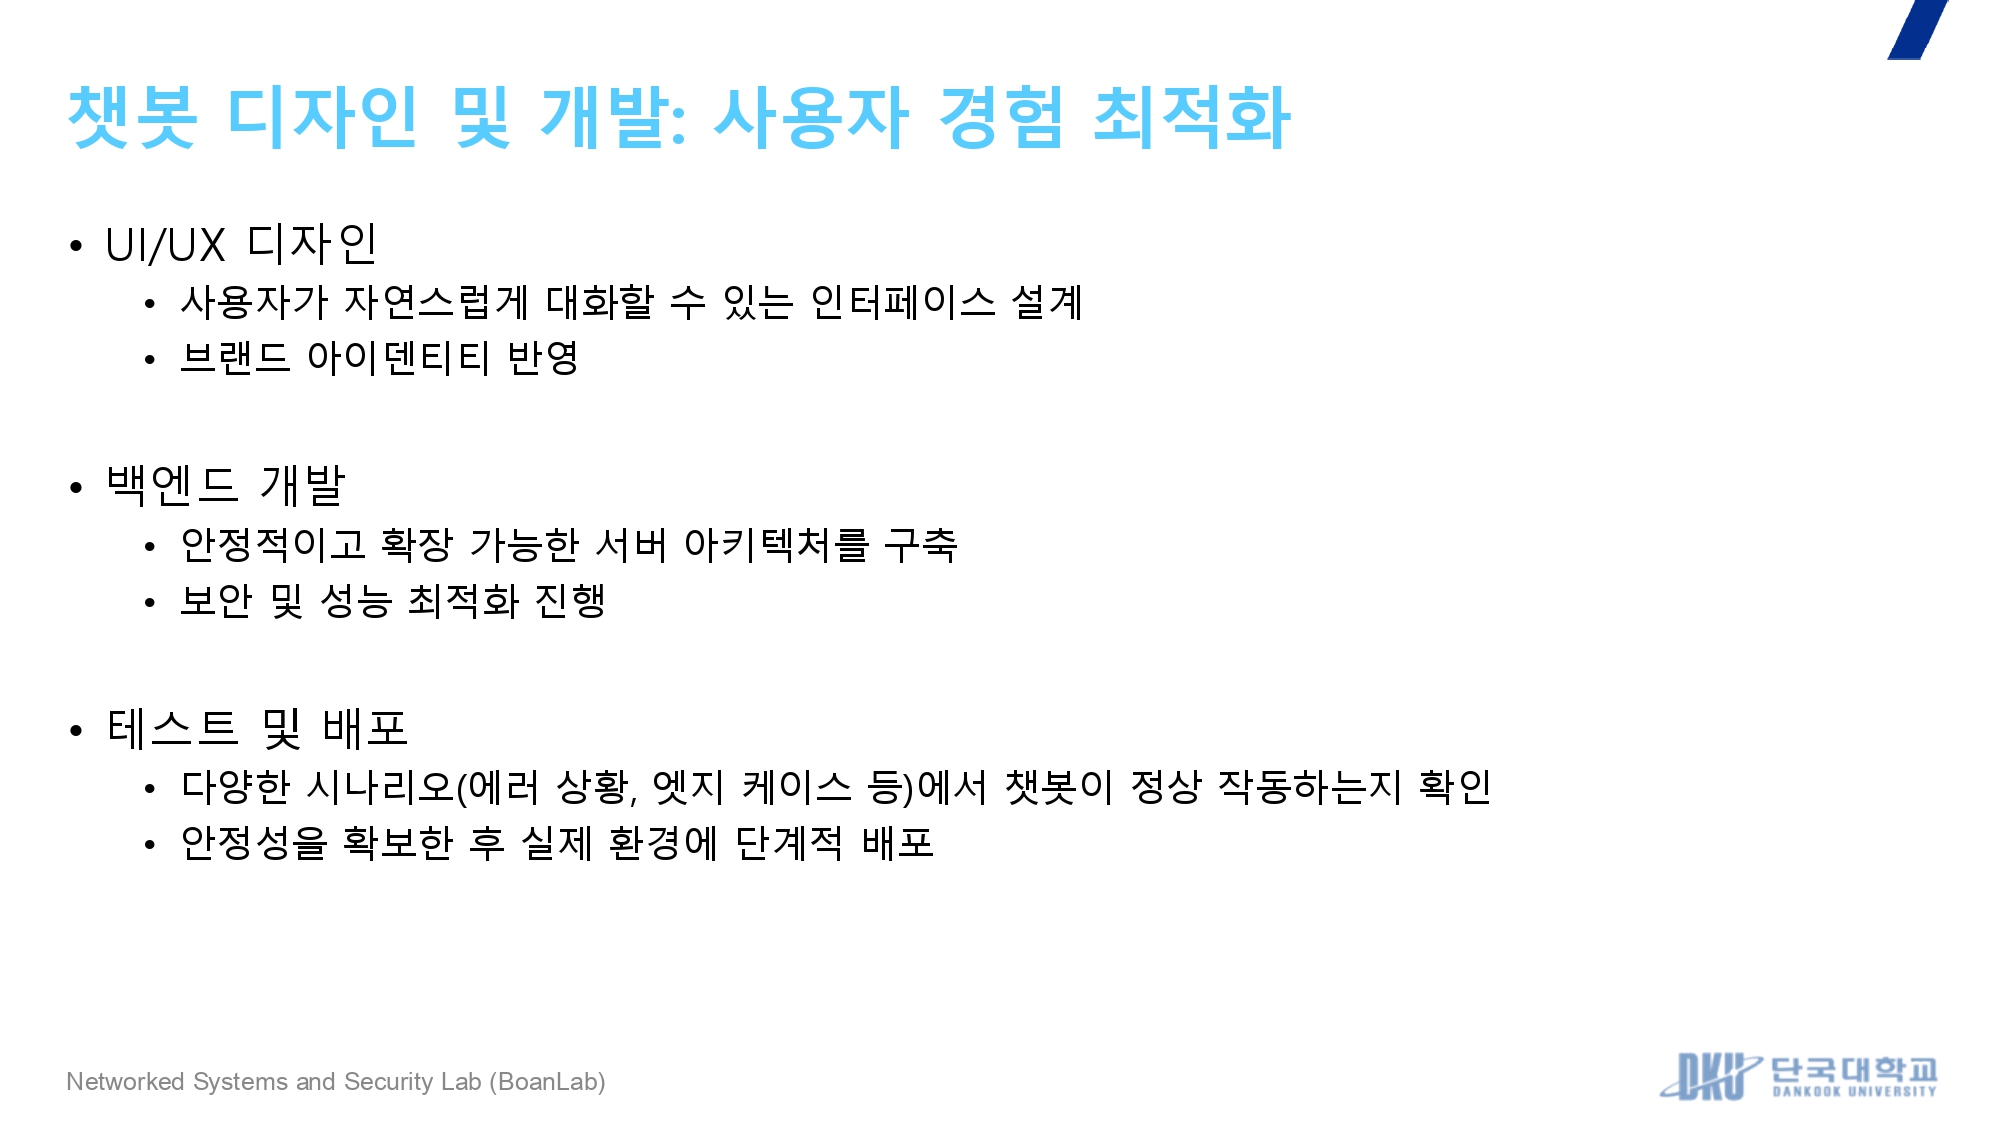 챗봇 디자인 및 개발: 사용자 경험 최적화
• UI/UX 디자인
• 사용자가 자연스럽게 대화할 수 있는 인터페이스 설계
• 브랜드 아이덴티티 반영
• 백엔드 개발
• 안정적이고 확장 가능한 서버 아키텍처를 구축
• 보안 및 성능 최적화 진행
• 테스트 및 배포
• 다양한 시나리오(에러 상황, 엣지 케이스 등)에서 챗봇이 정상 작동하는지 확인
• 안정성을 확보한 후 실제 환경에 단계적 배포
Networked Systems and Security Lab (BoanLab)
DKU 단국대학교
DANKOOK UNIVERSITY